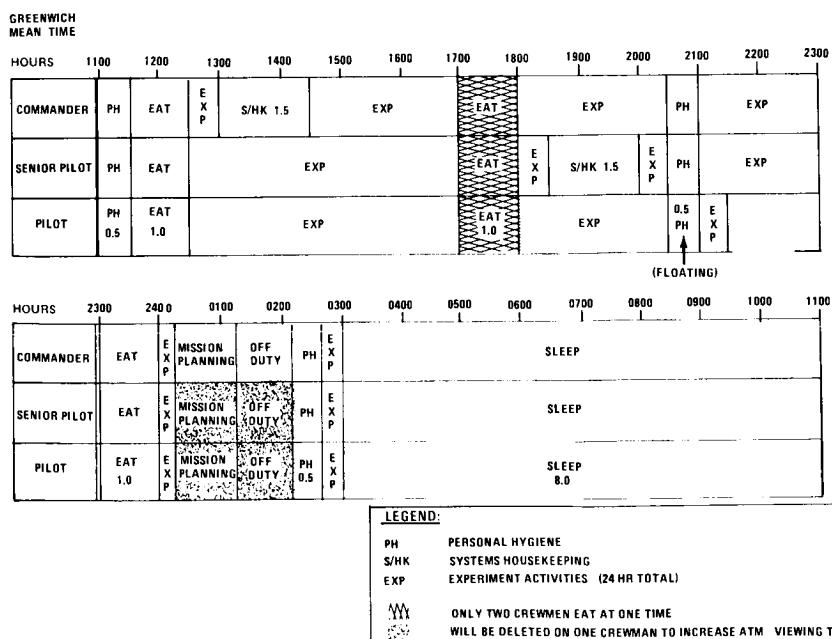 GREENWICH
MEAN TIME
HOURS 1100 1200 1300 1400 1600 1700 1800 1900 2000 2100 2200 2300
COMMANDER PH EAT EXP S/HK 1.5 EXP EAT EXP PH EXP
SENIOR PILOT PH EAT EXP EAT EXP S/HK 1.5 EXP PH EXP
PILOT PH 0.5 EAT 1.0 EXP EAT 1.0 EXP 0.5 PH EXP
(FLOATING)
HOURS 2300 2400 0100 0200 0300 0400 0500 0600 0700 0800 0900 1000 1100
COMMANDER EAT EXP MISSION PLANNING OFF DUTY PH EXP SLEEP
SENIOR PILOT EAT EXP MISSION PLANNING OFF DUTY PH EXP SLEEP
PILOT EAT 1.0 EXP MISSION PLANNING OFF DUTY PH 0.5 EXP SLEEP 8.0
LEGEND:
PH PERSONAL HYGIENE
S/HK SYSTEMS HOUSEKEEPING
EXP EXPERIMENT ACTIVITIES (24 HR TOTAL)
ONLY TWO CREWMEN EAT AT ONE TIME
WILL BE DELETED ON ONE CREWMAN TO INCREASE ATM VIEWING